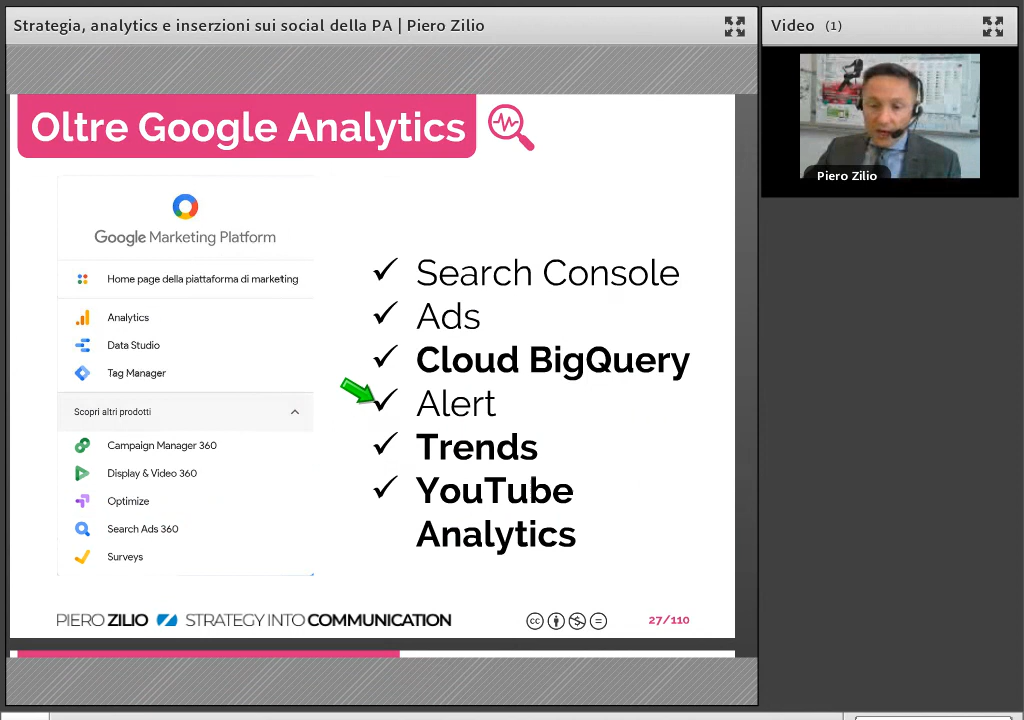 Strategia, analytics e inserzioni sui social della PA | Piero Zilio
Video (1)
Piero Zilio
Oltre Google Analytics
Google Marketing Platform
Home page della piattaforma di marketing
Analytics
Data Studio
Tag Manager
Scopri altri prodotti
Campaign Manager 360
Display & Video 360
Optimize
Search Ads 360
Surveys
Search Console
Ads
Cloud BigQuery
Alert
Trends
YouTube
Analytics
PIERO ZILIO STRATEGY INTO COMMUNICATION
cc
27/110